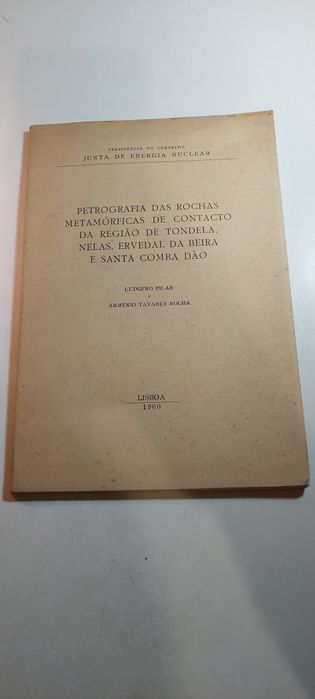 PRESIDÊNCIA DO CONSELHO
JUNTA DE ENERGIA NUCLEAR
PETROGRAFIA DAS ROCHAS
METAMÓRFICAS DE CONTACTO
DA REGIÃO DE TONDELA,
NELAS, ERVEDAL DA BEIRA
E SANTA COMBA DÃO
LUDGERO PILAR
e
ARMÉNIO TAVARES ROCHA
LISBOA
1960